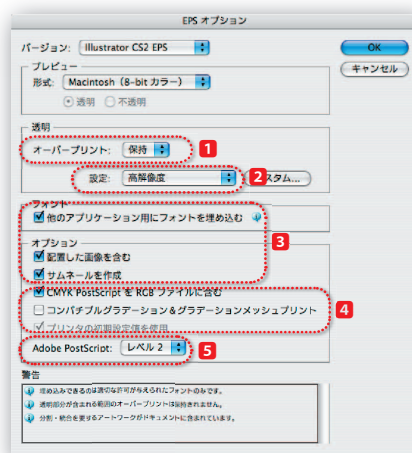 EPS オプション
バージョン: Illustrator CS2 EPS
OK
キャンセル
プレビュー
形式: Macintosh（8-bit カラー）
透明 不透明
透明
オーバープリント: 保持 1
設定: 高解像度 2 スタム...
フォント
他のアプリケーション用にフォントを埋め込む
3
オプション
配置した画像を含む
サムネールを作成
CMYK PostScript を RGB ファイルに含む
コンパチブルグラデーション＆グラデーションメッシュプリント 4
プリンタの初期設定値を使用
Adobe PostScript: レベル 2 5
警告
埋め込みできるのは適切な許可が与えられたフォントのみです。
透明部分が含まれる範囲のオーバープリントは保持されません。
分割・統合を要するアートワークがドキュメントに含まれています。